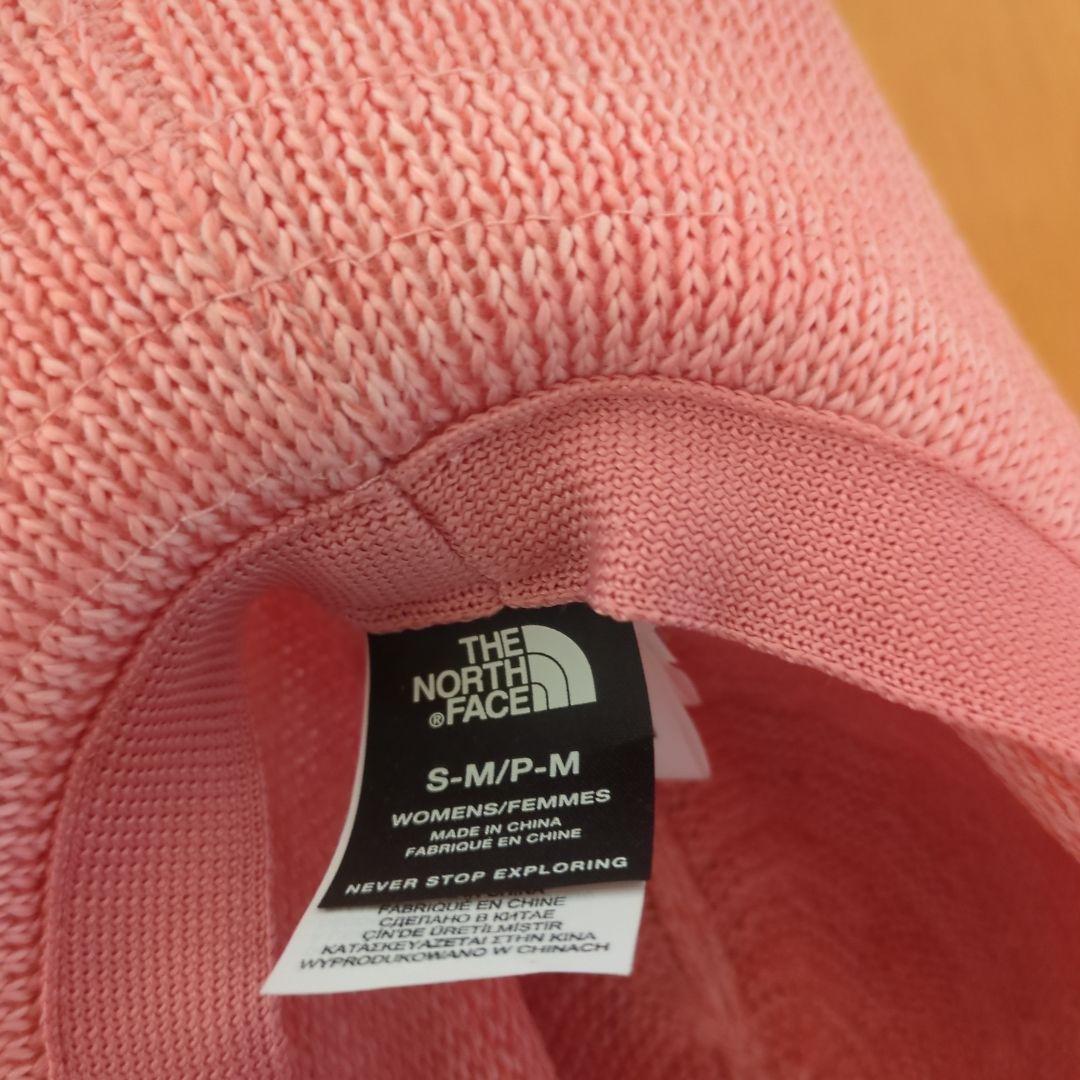 THE
NORTH
®FACE
S-M/P-M
WOMENS/FEMMES
MADE IN CHINA
FABRIQUÉ EN CHINE
NEVER STOP EXPLORING
FABRIQUÉ EN CHINE
СДЕЛАНО В КИТАЕ
ÇİN'DE ÜRETİLMİŞTİR
ΚΑΤΑΣΚΕΥΑΖΕΤΑΙ ΣΤΗΝ ΚΙΝΑ
WYPRODUKOWANO W CHINACH